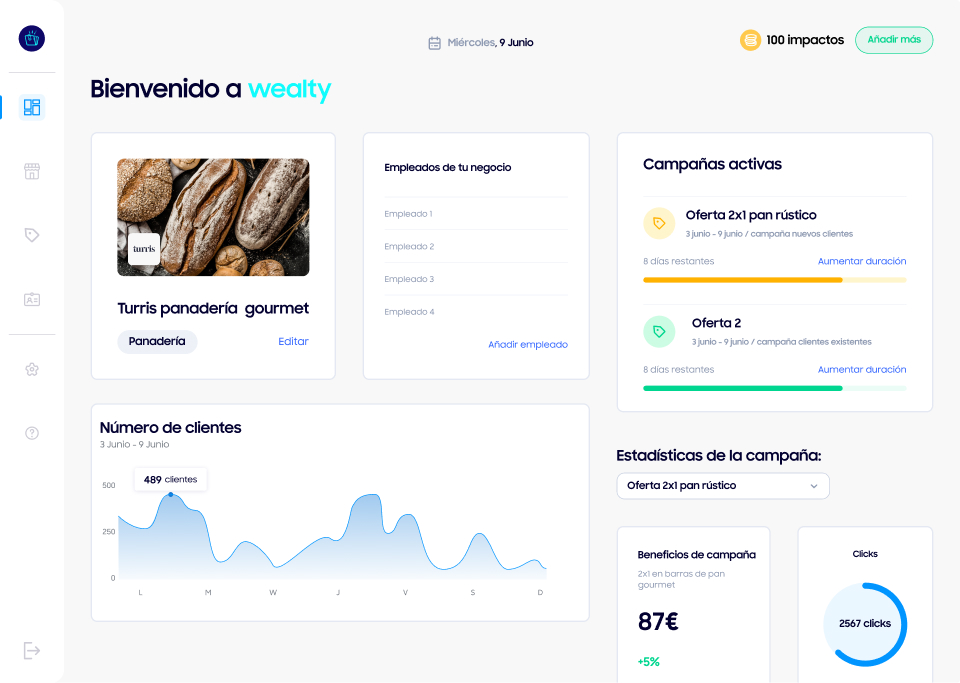 Miércoles, 9 Junio
100 impactos
Añadir más
Bienvenido a wealty
turris
Turris panadería gourmet
Panadería
Editar
Empleados de tu negocio
Empleado 1
Empleado 2
Empleado 3
Empleado 4
Añadir empleado
Campañas activas
Oferta 2x1 pan rústico
3 junio - 9 junio / campaña nuevos clientes
8 días restantes
Aumentar duración
Oferta 2
3 junio - 9 junio / campaña clientes existentes
8 días restantes
Aumentar duración
Número de clientes
3 Junio - 9 Junio
489 clientes
500
250
0
L M W J V S D
Estadísticas de la campaña:
Oferta 2x1 pan rústico
Beneficios de campaña
2x1 en barras de pan
gourmet
87€
+5%
Clicks
2567 clicks